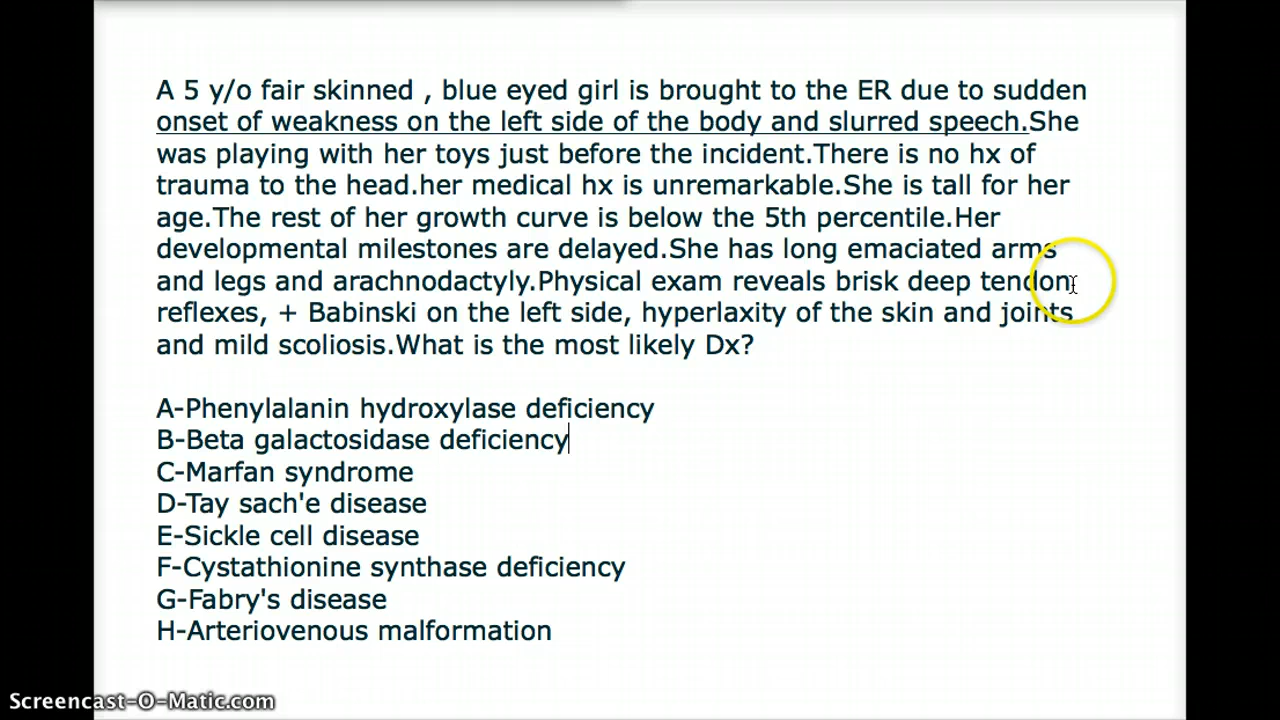 A 5 y/o fair skinned , blue eyed girl is brought to the ER due to sudden
onset of weakness on the left side of the body and slurred speech.She
was playing with her toys just before the incident.There is no hx of
trauma to the head.her medical hx is unremarkable.She is tall for her
age.The rest of her growth curve is below the 5th percentile.Her
developmental milestones are delayed.She has long emaciated arms
and legs and arachnodactyly.Physical exam reveals brisk deep tendon
reflexes, + Babinski on the left side, hyperlaxity of the skin and joints
and mild scoliosis.What is the most likely Dx?
A-Phenylalanin hydroxylase deficiency
B-Beta galactosidase deficiency
C-Marfan syndrome
D-Tay sach'e disease
E-Sickle cell disease
F-Cystathionine synthase deficiency
G-Fabry's disease
H-Arteriovenous malformation
Screencast-O-Matic.com